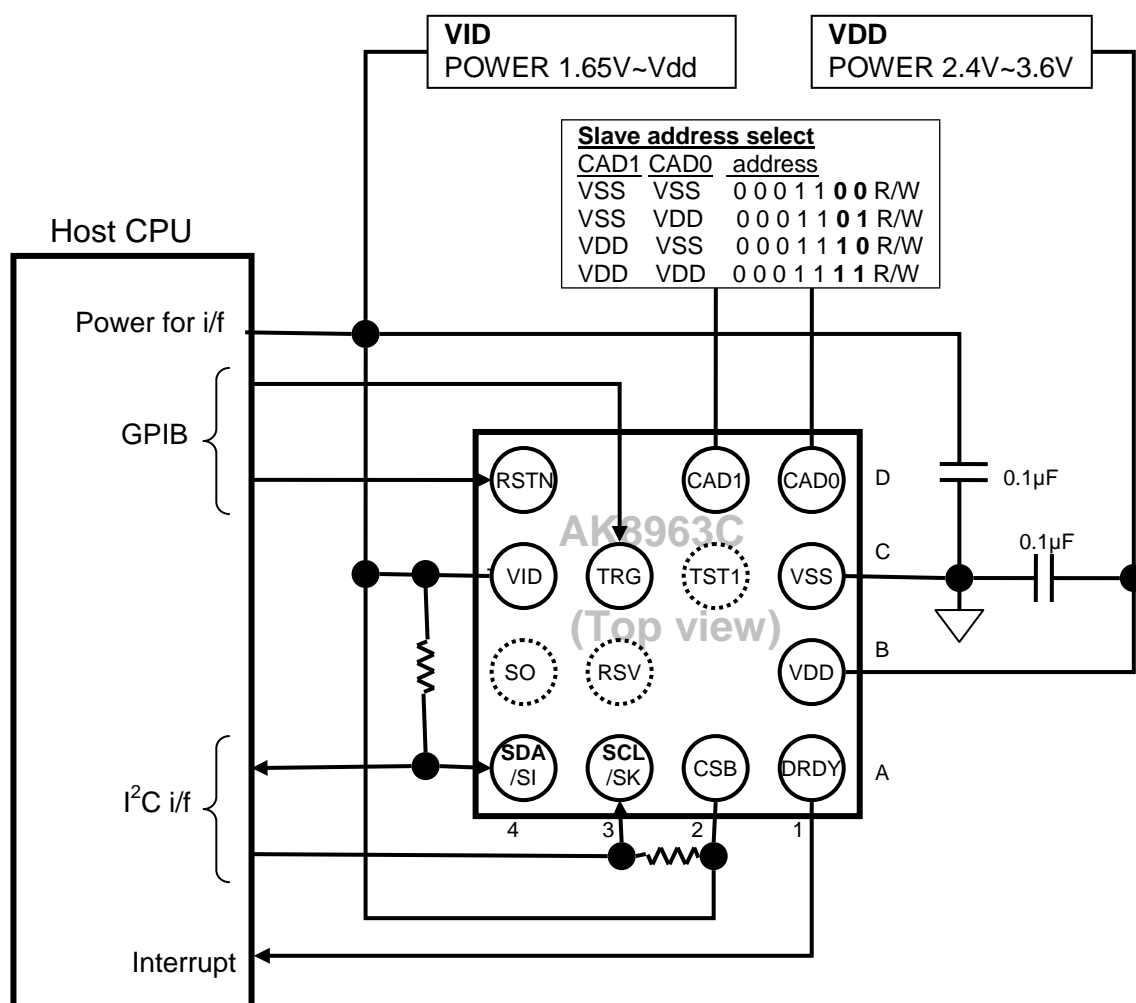 VID
POWER 1.65V~Vdd
VDD
POWER 2.4V~3.6V
Slave address select
CAD1 CAD0 address
VSS VSS 0 0 0 1 1 0 0 R/W
VSS VDD 0 0 0 1 1 0 1 R/W
VDD VSS 0 0 0 1 1 1 0 R/W
VDD VDD 0 0 0 1 1 1 1 R/W
Host CPU
Power for i/f
GPIB
RSTN
CAD1
CAD0
D
0.1µF
AK8963C
VID
TRG
TST1
VSS
C
0.1µF
(Top view)
SO
RSV
VDD
B
SDA
/SI
SCL
/SK
CSB
DRDY
A
4
3
2
1
I²C i/f
Interrupt